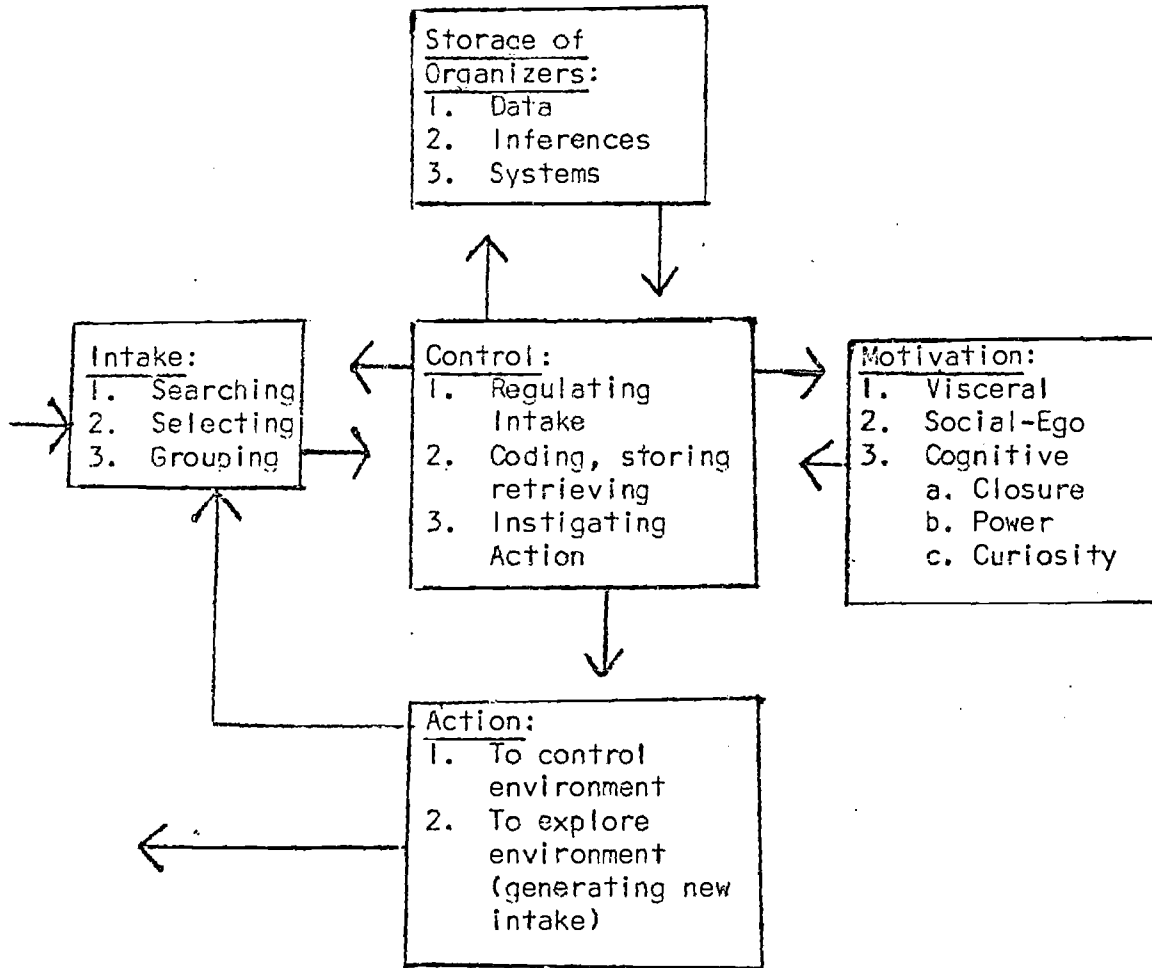 Storage of
Organizers:
1. Data
2. Inferences
3. Systems
Intake:
1. Searching
2. Selecting
3. Grouping
Control:
1. Regulating
Intake
2. Coding, storing
retrieving
3. Instigating
Action
Motivation:
1. Visceral
2. Social-Ego
3. Cognitive
a. Closure
b. Power
c. Curiosity
Action:
1. To control
environment
2. To explore
environment
(generating new
intake)